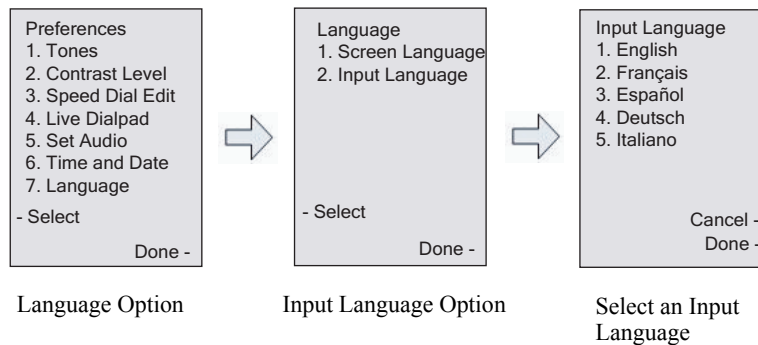 Preferences
1. Tones
2. Contrast Level
3. Speed Dial Edit
4. Live Dialpad
5. Set Audio
6. Time and Date
7. Language
- Select
Done -
Language Option
Language
1. Screen Language
2. Input Language
- Select
Done -
Input Language Option
Input Language
1. English
2. Français
3. Español
4. Deutsch
5. Italiano
Cancel -
Done -
Select an Input
Language